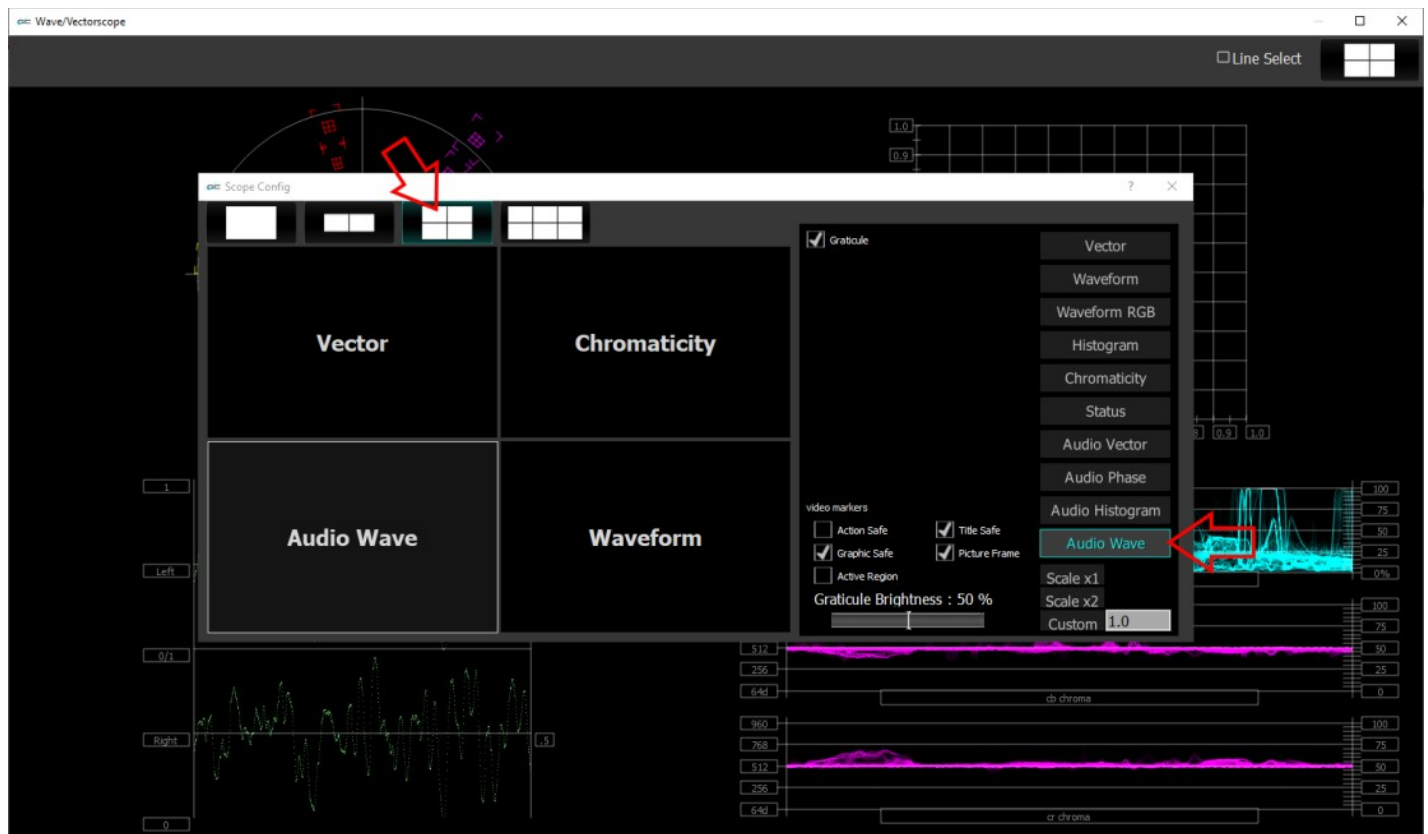 Wave/Vectorscope
Line Select
1.0
0.9
Scope Config
?
Graticule
Vector
Waveform
Waveform RGB
Histogram
Chromaticity
Status
Audio Vector
Audio Phase
Audio Histogram
Audio Wave
Scale x1
Scale x2
Custom 1.0
Vector
Chromaticity
Audio Wave
Waveform
video markers
Action Safe
Title Safe
Graphic Safe
Picture Frame
Active Region
Graticule Brightness : 50 %
0.9 1.0
1
Left
0/1
Right
.5
0
100
75
50
25
0%
512
256
64d
100
75
50
25
0
cb chroma
960
768
512
256
64d
100
75
50
25
0
cr chroma